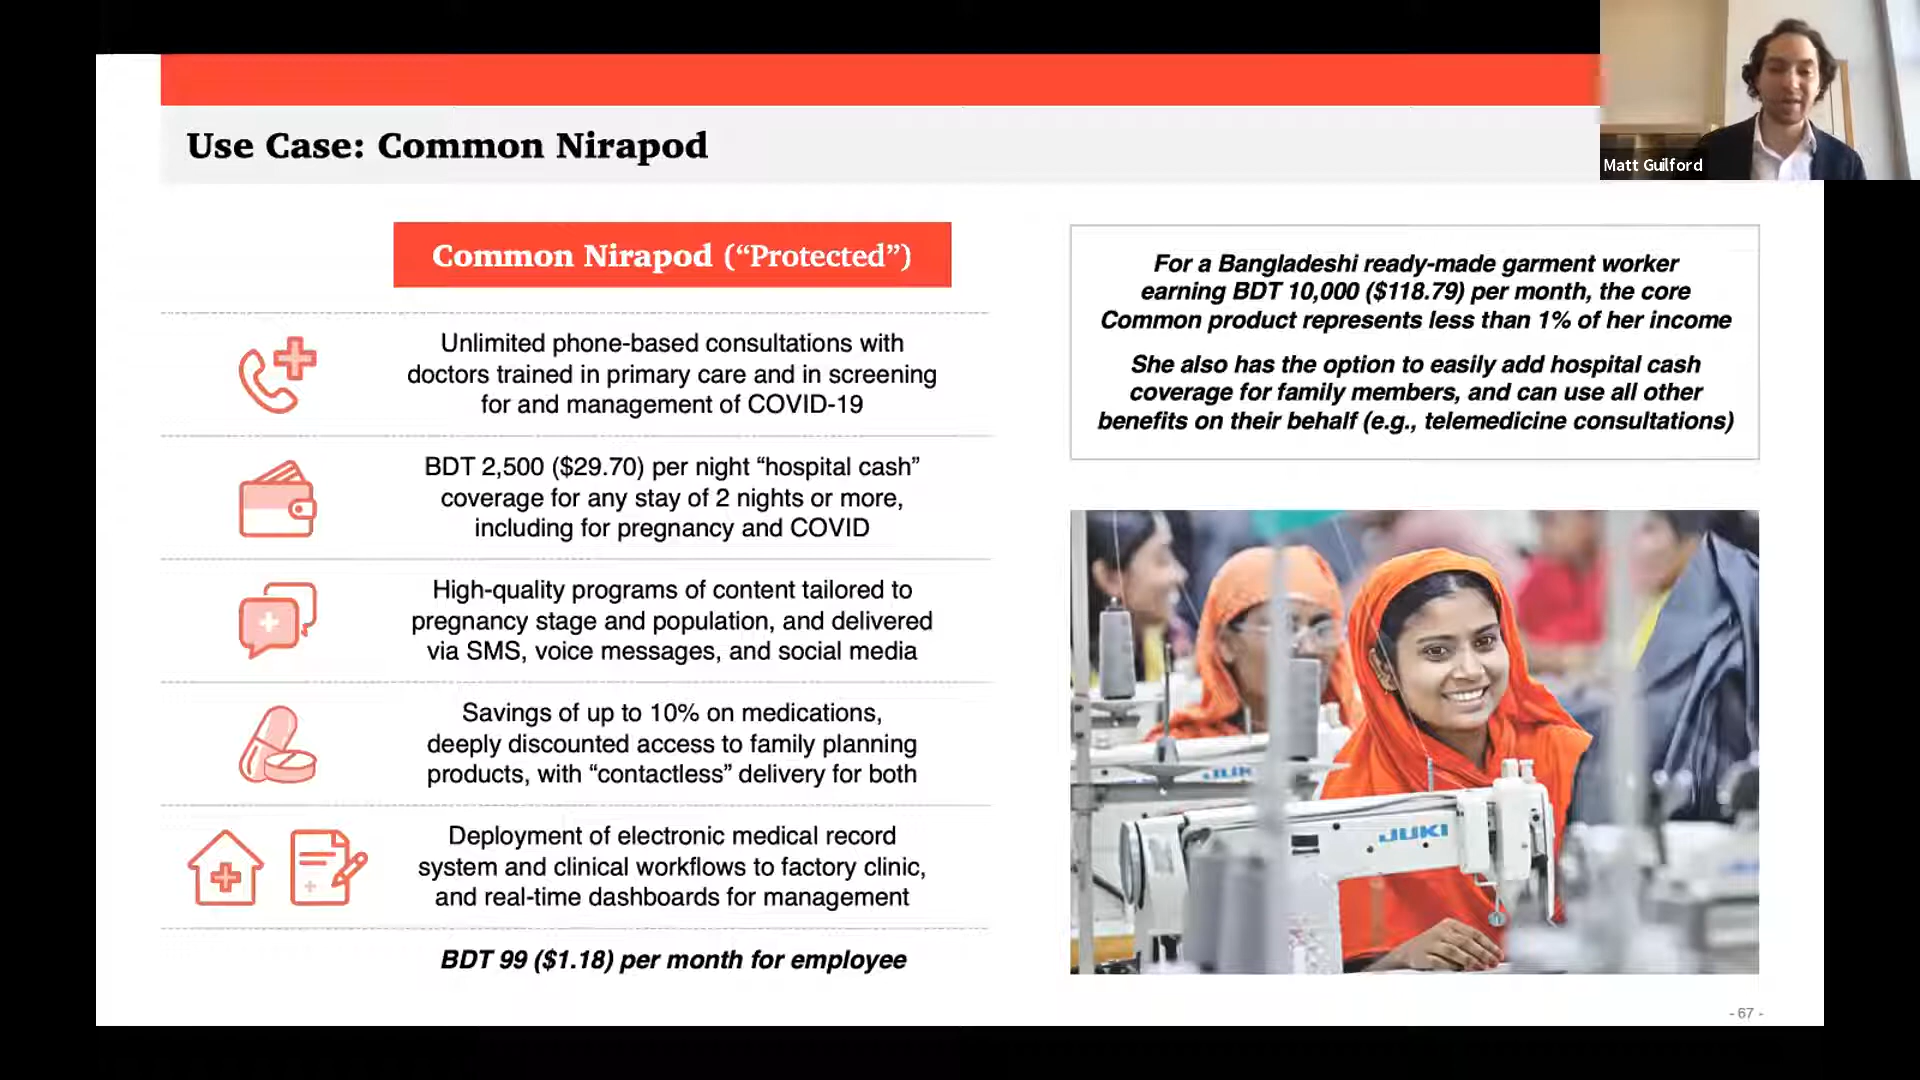 Matt Guilford
Use Case: Common Nirapod
Common Nirapod (“Protected”)
Unlimited phone-based consultations with
doctors trained in primary care and in screening
for and management of COVID-19
BDT 2,500 ($29.70) per night “hospital cash”
coverage for any stay of 2 nights or more,
including for pregnancy and COVID
High-quality programs of content tailored to
pregnancy stage and population, and delivered
via SMS, voice messages, and social media
Savings of up to 10% on medications,
deeply discounted access to family planning
products, with “contactless” delivery for both
Deployment of electronic medical record
system and clinical workflows to factory clinic,
and real-time dashboards for management
BDT 99 ($1.18) per month for employee
For a Bangladeshi ready-made garment worker
earning BDT 10,000 ($118.79) per month, the core
Common product represents less than 1% of her income
She also has the option to easily add hospital cash
coverage for family members, and can use all other
benefits on their behalf (e.g., telemedicine consultations)
JUKI
JUKI
- 67 -